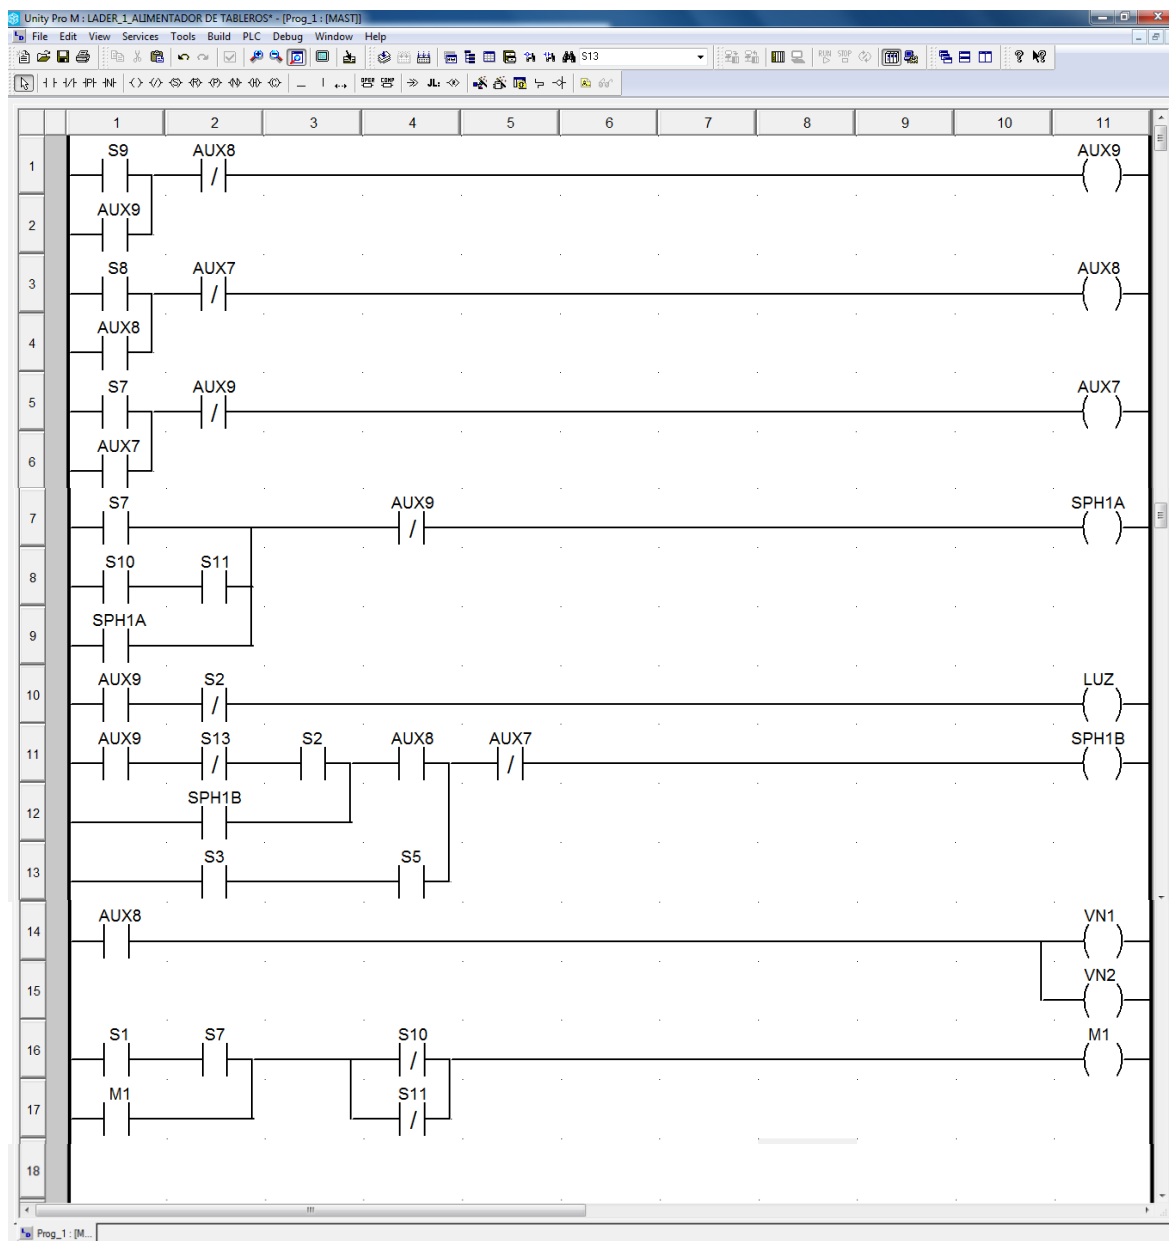 Unity Pro M : LADER_1_ALIMENTADOR DE TABLEROS* - [Prog_1 : [MAST]]
File Edit View Services Tools Build PLC Debug Window Help
S13
1 2 3 4 5 6 7 8 9 10 11
S9 AUX8 AUX9
1
AUX9
2
S8 AUX7 AUX8
3
AUX8
4
S7 AUX9 AUX7
5
AUX7
6
S7 AUX9 SPH1A
7
S10 S11
8
SPH1A
9
AUX9 S2 LUZ
10
AUX9 S13 S2 AUX8 AUX7 SPH1B
11
SPH1B
12
S3 S5
13
AUX8 VN1
14
VN2
15
S1 S7 S10 M1
16
M1 S11
17
18
Prog_1 : [M...